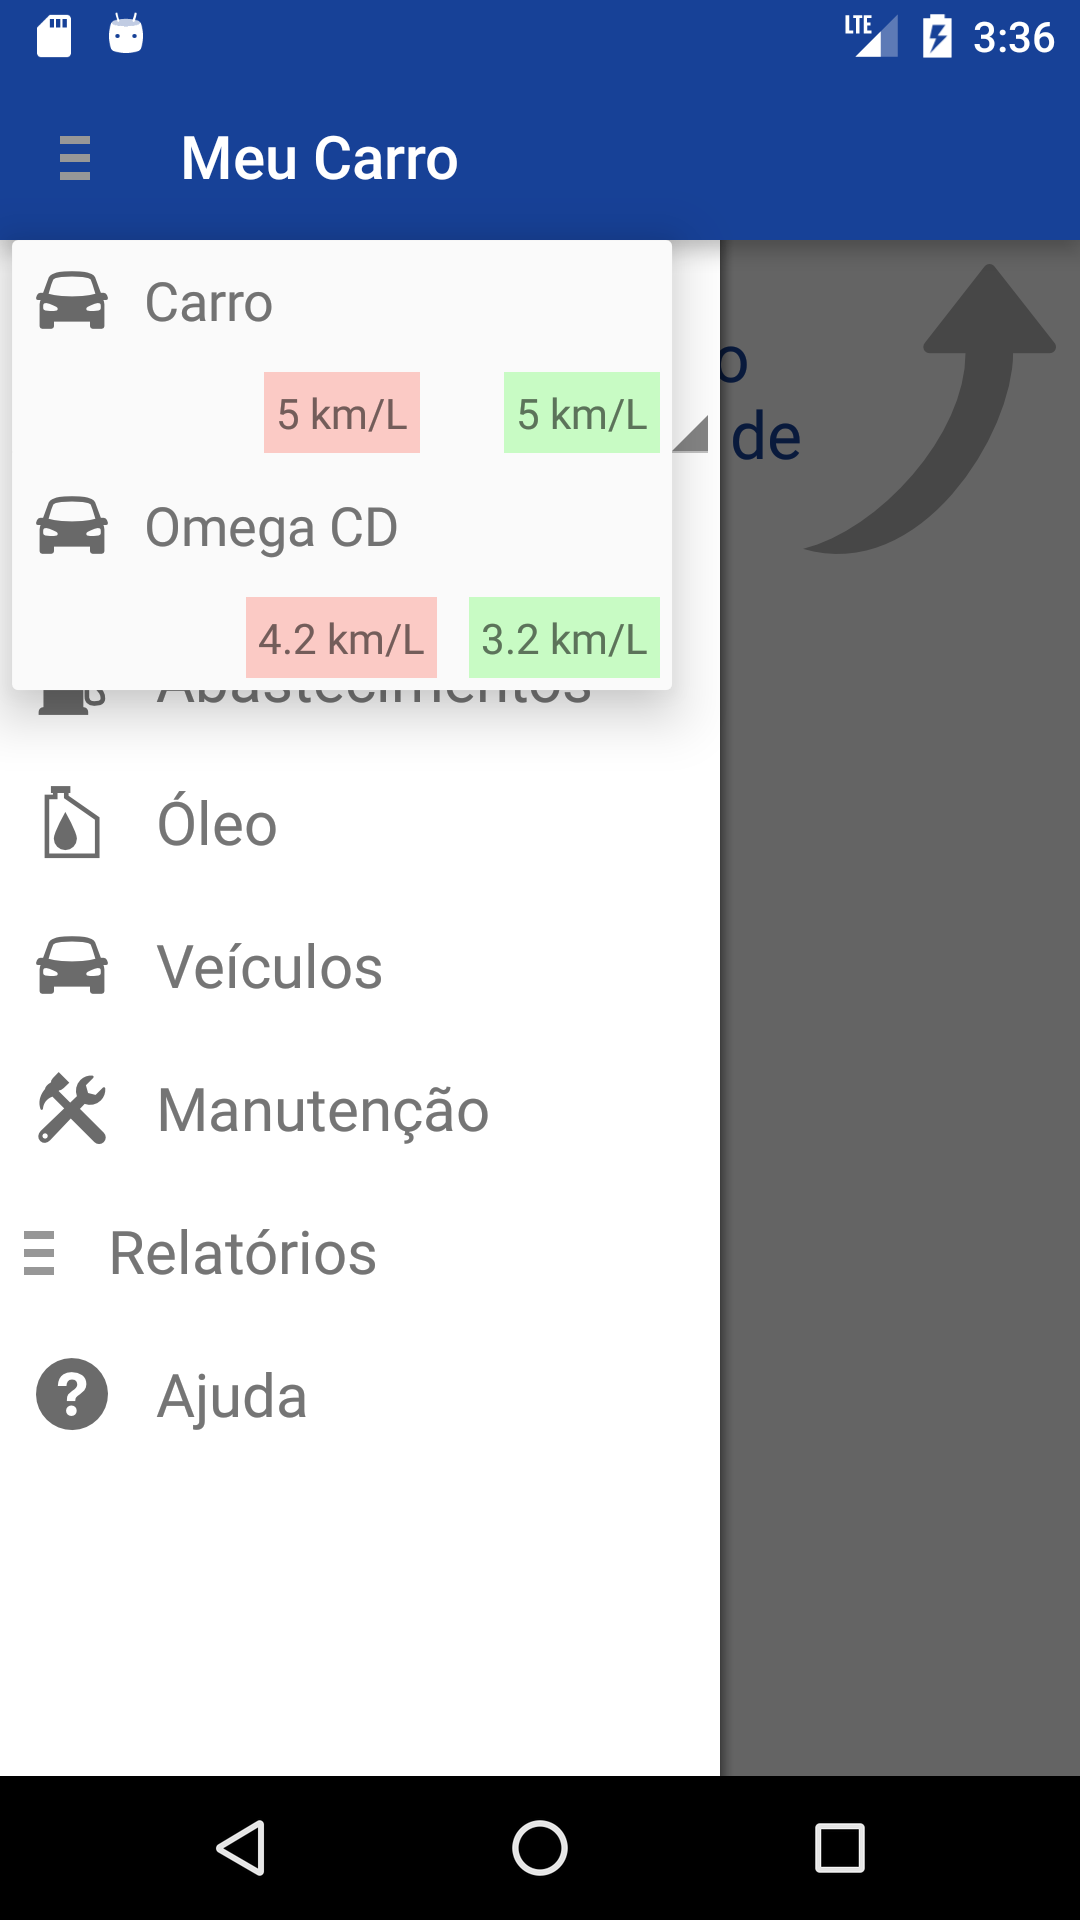 LTE 3:36
Meu Carro
Carro
5 km/L 5 km/L
o
de
Omega CD
4.2 km/L 3.2 km/L
Abastecimentos
Óleo
Veículos
Manutenção
Relatórios
Ajuda